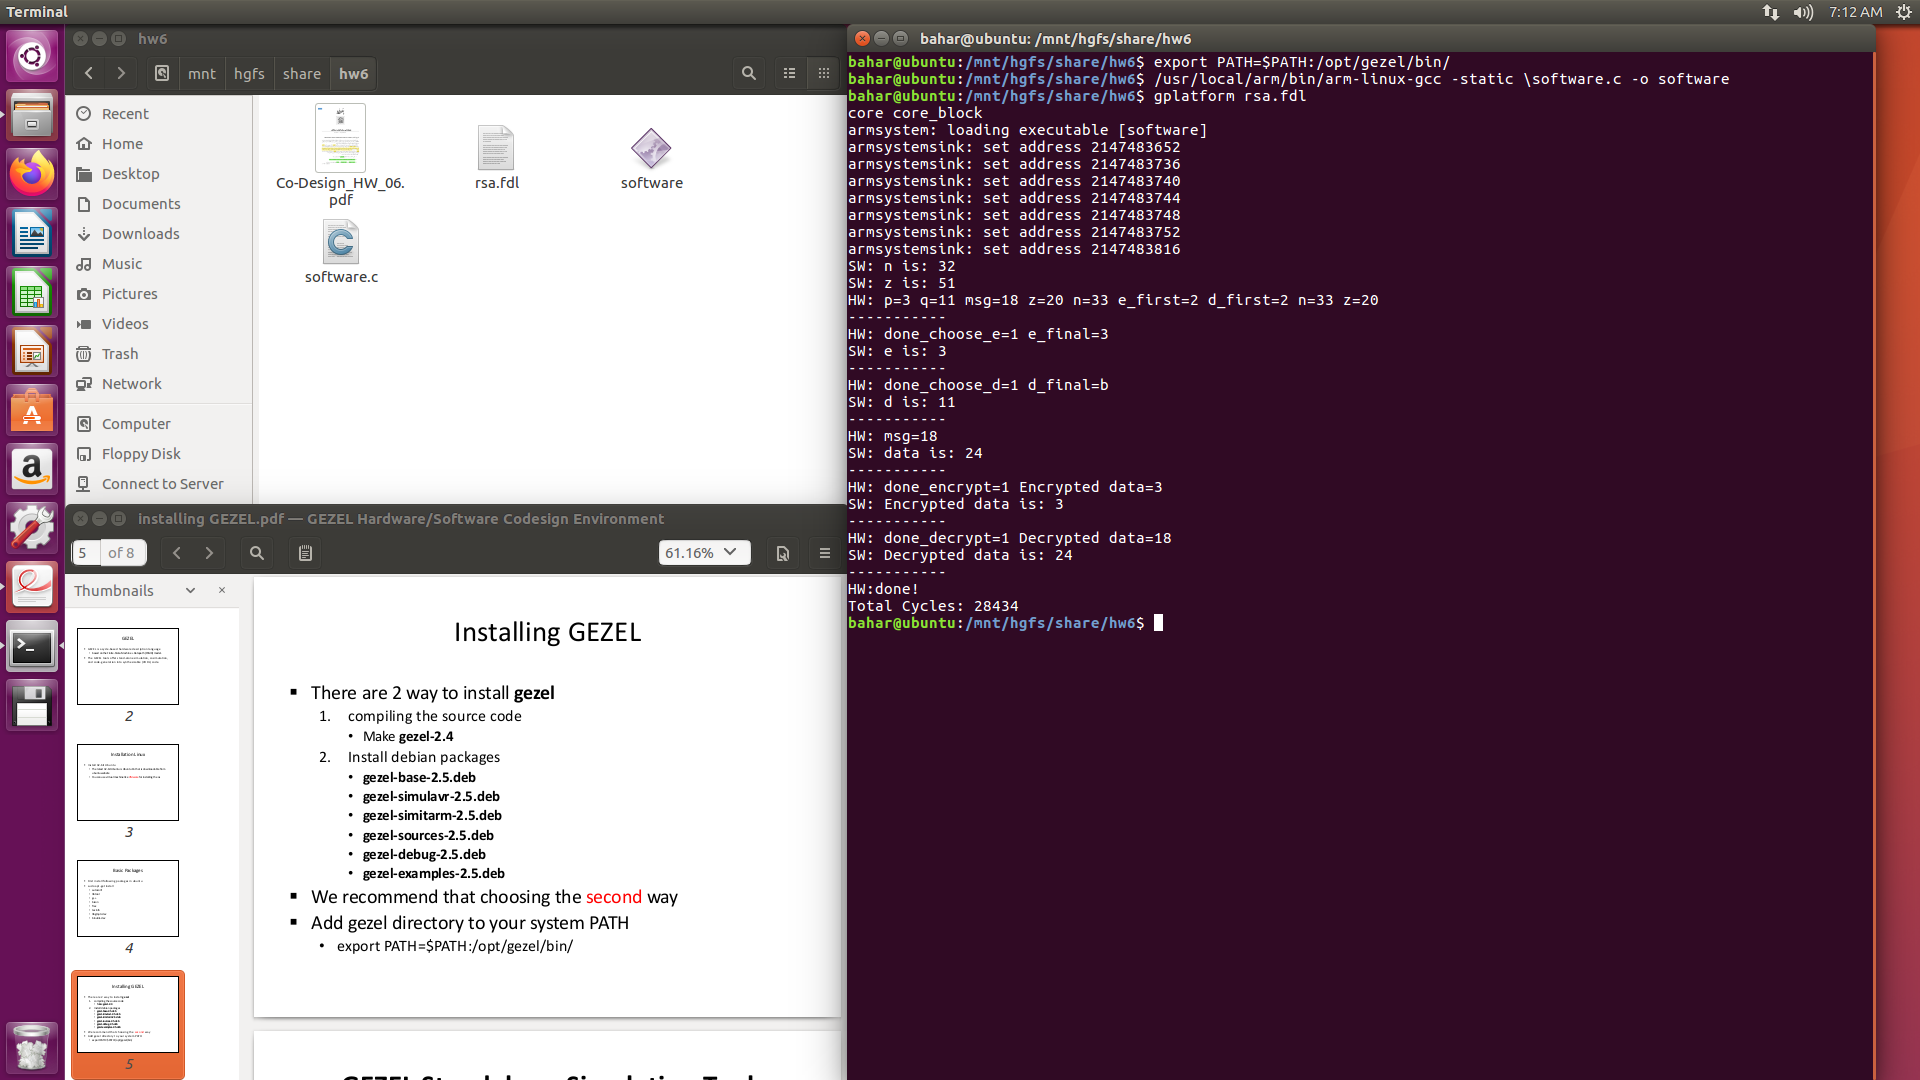 Terminal
7:12 AM
hw6
mnt
hgfs
share
hw6
Recent
Home
Desktop
Documents
Downloads
Music
Pictures
Videos
Trash
Network
Computer
Floppy Disk
Connect to Server
Co-Design_HW_06.
pdf
rsa.fdl
software
software.c
installing GEZEL.pdf — GEZEL Hardware/Software Codesign Environment
5 of 8
61.16%
Thumbnails
2
3
Basic Packages
4
Installing GEZEL
5
Installing GEZEL
There are 2 way to install gezel
1. compiling the source code
• Make gezel-2.4
2. Install debian packages
• gezel-base-2.5.deb
• gezel-simulavr-2.5.deb
• gezel-simitarm-2.5.deb
• gezel-sources-2.5.deb
• gezel-debug-2.5.deb
• gezel-examples-2.5.deb
We recommend that choosing the second way
Add gezel directory to your system PATH
• export PATH=$PATH:/opt/gezel/bin/
bahar@ubuntu: /mnt/hgfs/share/hw6
bahar@ubuntu:/mnt/hgfs/share/hw6$ export PATH=$PATH:/opt/gezel/bin/
bahar@ubuntu:/mnt/hgfs/share/hw6$ /usr/local/arm/bin/arm-linux-gcc -static \software.c -o software
bahar@ubuntu:/mnt/hgfs/share/hw6$ gplatform rsa.fdl
core core_block
armsystem: loading executable [software]
armsystemsink: set address 2147483652
armsystemsink: set address 2147483736
armsystemsink: set address 2147483740
armsystemsink: set address 2147483744
armsystemsink: set address 2147483748
armsystemsink: set address 2147483752
armsystemsink: set address 2147483816
SW: n is: 32
SW: z is: 51
HW: p=3 q=11 msg=18 z=20 n=33 e_first=2 d_first=2 n=33 z=20
-----------
HW: done_choose_e=1 e_final=3
SW: e is: 3
-----------
HW: done_choose_d=1 d_final=b
SW: d is: 11
-----------
HW: msg=18
SW: data is: 24
-----------
HW: done_encrypt=1 Encrypted data=3
SW: Encrypted data is: 3
-----------
HW: done_decrypt=1 Decrypted data=18
SW: Decrypted data is: 24
-----------
HW:done!
Total Cycles: 28434
bahar@ubuntu:/mnt/hgfs/share/hw6$